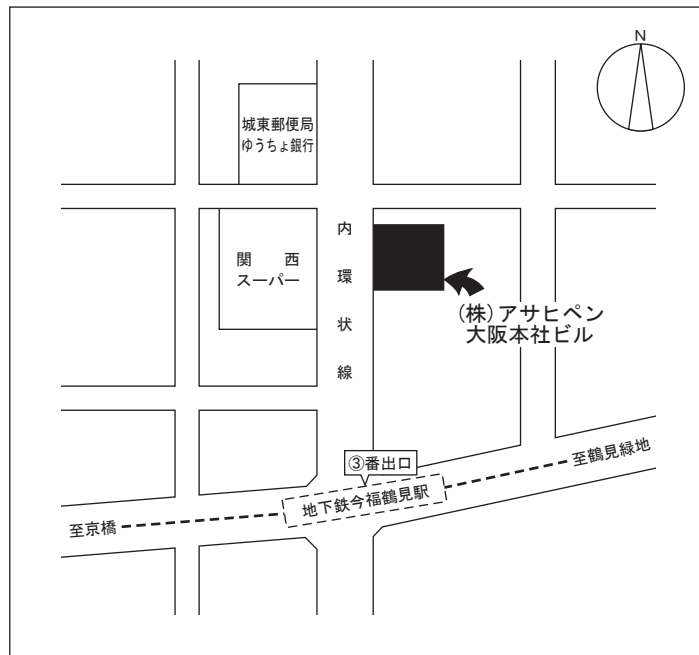 N
城東郵便局
ゆうちょ銀行
関　西
スーパー
内環状線
(株)アサヒペン
大阪本社ビル
③番出口
地下鉄今福鶴見駅
至鶴見緑地
至京橋